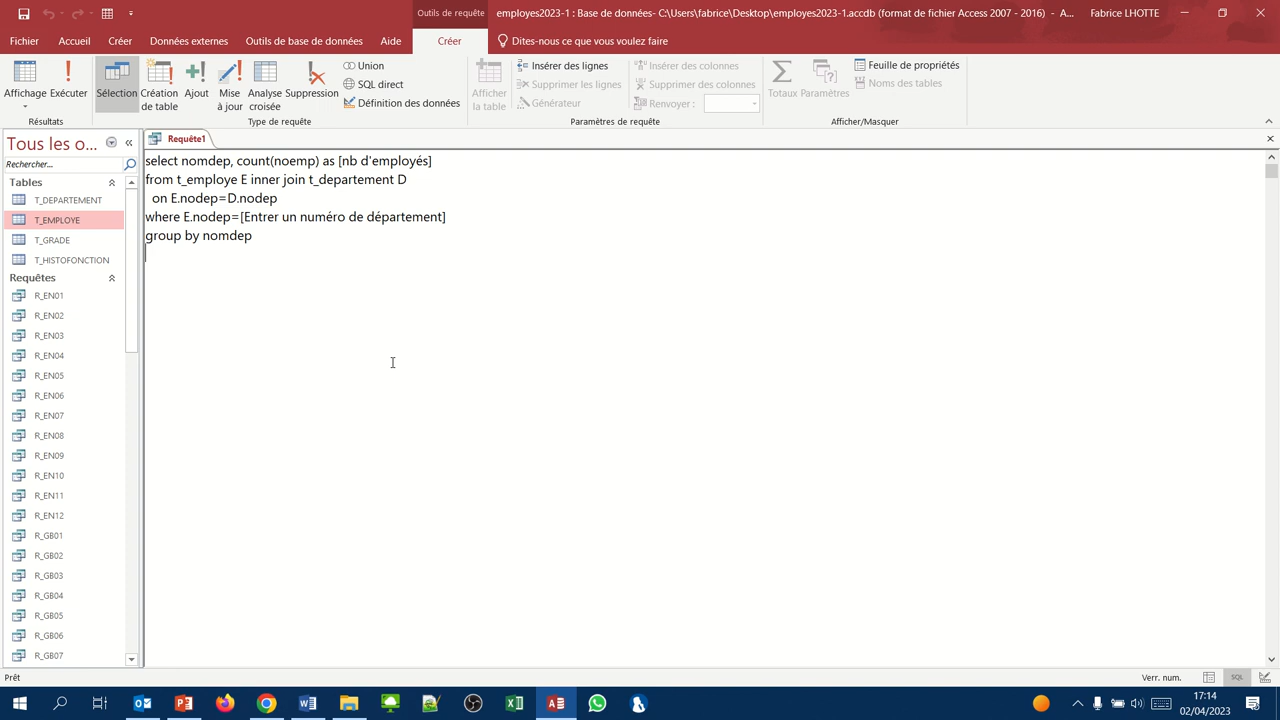 Outils de requête
employes2023-1 : Base de données- C:\Users\fabrice\Desktop\employes2023-1.accdb (format de fichier Access 2007 - 2016) - A...
Fabrice LHOTTE
Fichier
Accueil
Créer
Données externes
Outils de base de données
Aide
Créer
Dites-nous ce que vous voulez faire
Affichage
Exécuter
Résultats
Sélection
Création de table
Ajout
Mise à jour
Analyse croisée
Suppression
Union
SQL direct
Définition des données
Type de requête
Afficher la table
Insérer des lignes
Supprimer les lignes
Générateur
Insérer des colonnes
Supprimer des colonnes
Renvoyer :
Paramètres de requête
Totaux
Paramètres
Feuille de propriétés
Noms des tables
Afficher/Masquer
Tous les o...
Rechercher...
Tables
T_DEPARTEMENT
T_EMPLOYE
T_GRADE
T_HISTOFONCTION
Requêtes
R_EN01
R_EN02
R_EN03
R_EN04
R_EN05
R_EN06
R_EN07
R_EN08
R_EN09
R_EN10
R_EN11
R_EN12
R_GB01
R_GB02
R_GB03
R_GB04
R_GB05
R_GB06
R_GB07
Requête1
select nomdep, count(noemp) as [nb d'employés]
from t_employe E inner join t_departement D
on E.nodep=D.nodep
where E.nodep=[Entrer un numéro de département]
group by nomdep
Prêt
Verr. num.
SQL
17:14
02/04/2023